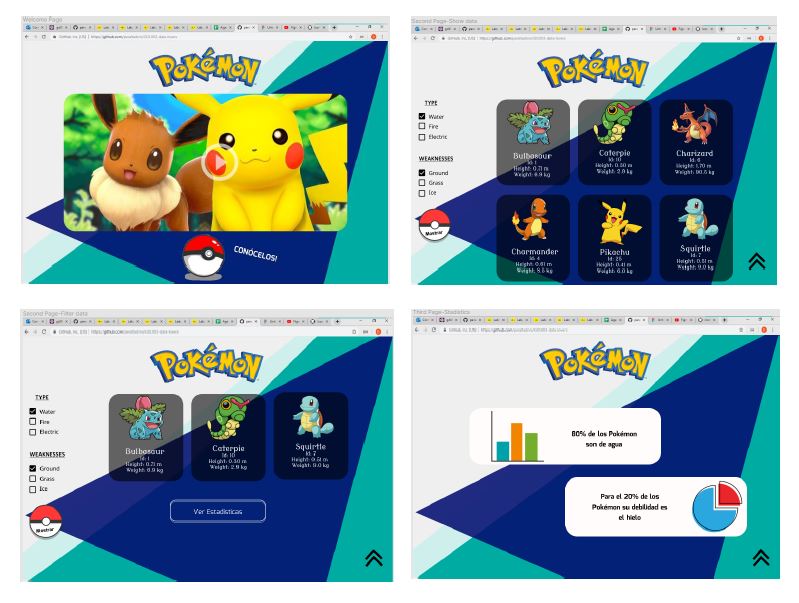 Welcome Page
POKéMON
CONÓCELOS!
Second Page-Show data
POKéMON
TYPE
Water
Fire
Electric
WEAKNESSES
Ground
Grass
Ice
Mostrar
Bulbasaur
Id: 1
Height: 0.71 m
Weight: 6.9 kg
Caterpie
Id: 10
Height: 0.30 m
Weight: 2.9 kg
Charizard
Id: 6
Height: 1.70 m
Weight: 90.5 kg
Charmander
Id: 4
Height: 0.61 m
Weight: 8.5 kg
Pikachu
Id: 25
Height: 0.41 m
Weight: 6.0 kg
Squirtle
Id: 7
Height: 0.51 m
Weight: 9.0 kg
Second Page-Filter data
POKéMON
TYPE
Water
Fire
Electric
WEAKNESSES
Ground
Grass
Ice
Mostrar
Bulbasaur
Id: 1
Height: 0.71 m
Weight: 6.9 kg
Caterpie
Id: 10
Height: 0.30 m
Weight: 2.9 kg
Squirtle
Id: 7
Height: 0.51 m
Weight: 9.0 kg
Ver Estadísticas
Third Page-Stadistics
POKéMON
80% de los Pokémon
son de agua
Para el 20% de los
Pokémon su debilidad es
el hielo